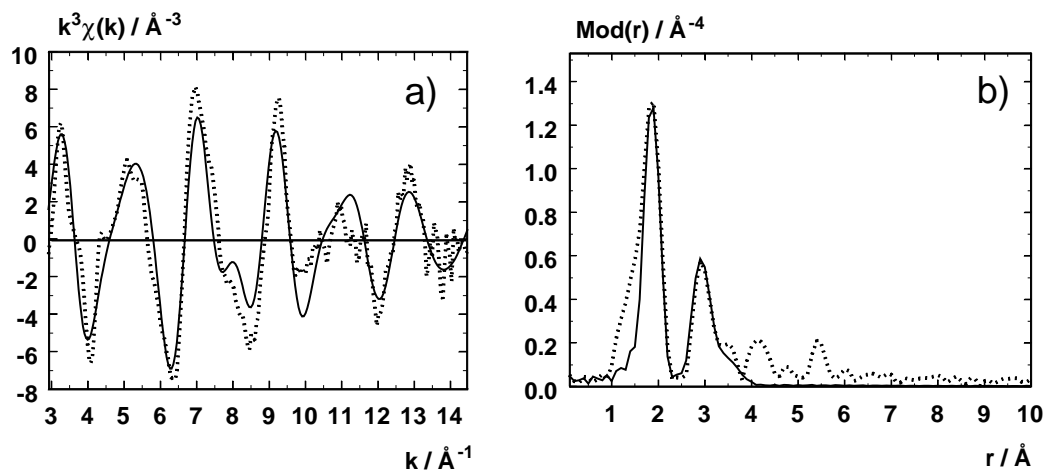 k³χ(k) / Å⁻³
a)
10
8
6
4
2
0
-2
-4
-6
-8
3 4 5 6 7 8 9 10 11 12 13 14
k / Å⁻¹
Mod(r) / Å⁻⁴
b)
1.4
1.2
1.0
0.8
0.6
0.4
0.2
0.0
1 2 3 4 5 6 7 8 9 10
r / Å